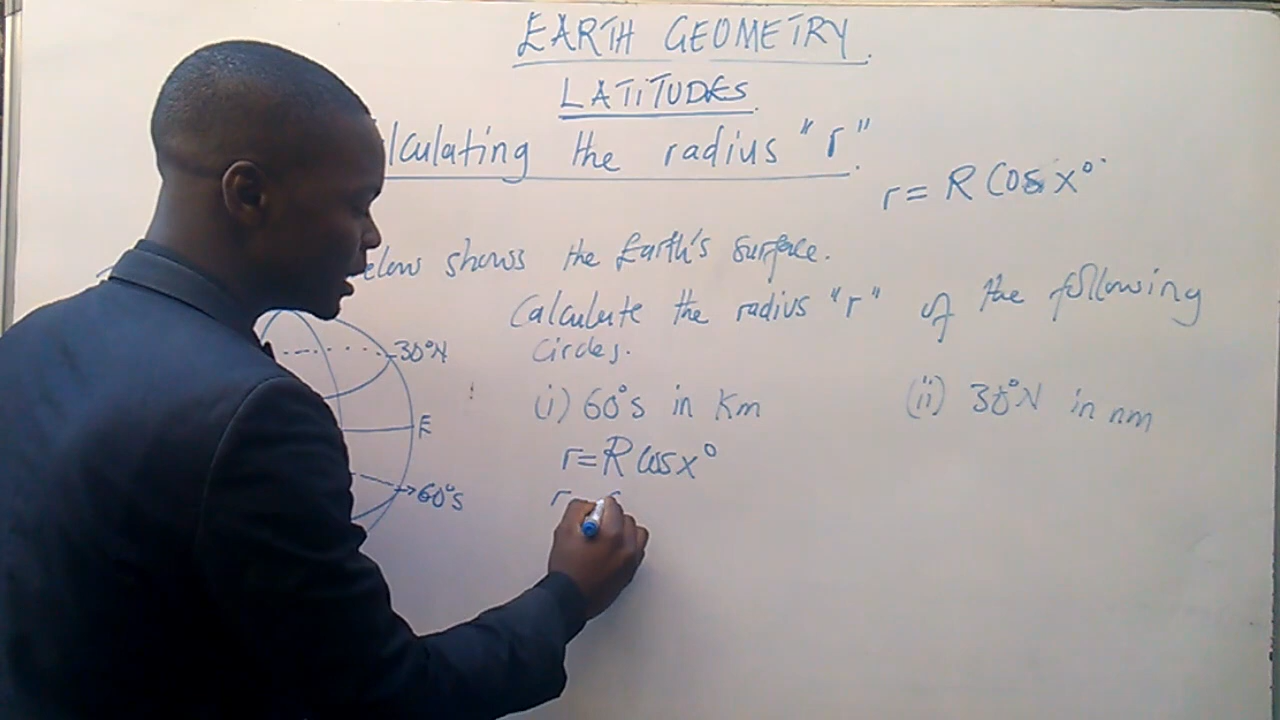 EARTH GEOMETRY.
LATITUDES.
lculating the radius "r".
r = R Cos x°
elow shows the Earth's surface.
Calculate the radius "r" of the following
circles.
30°N
(i) 60°s in Km
(ii) 30°N in nm
E
r=R cos x°
60°s
r